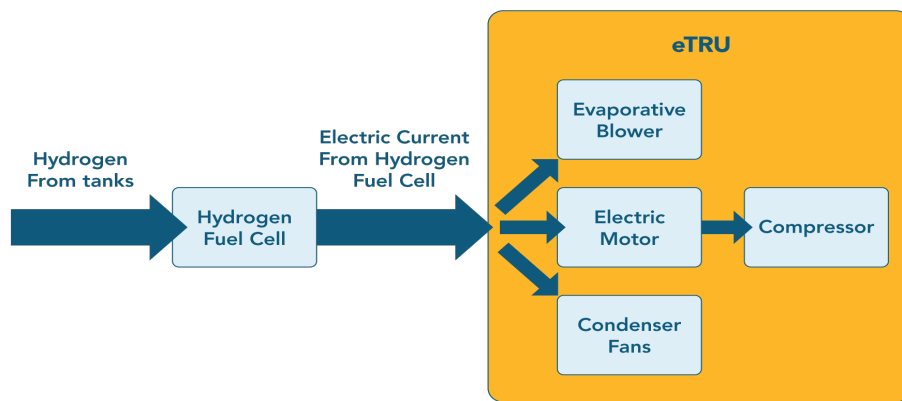 Hydrogen
From tanks
Hydrogen
Fuel Cell
Electric Current
From Hydrogen
Fuel Cell
eTRU
Evaporative
Blower
Electric
Motor
Compressor
Condenser
Fans